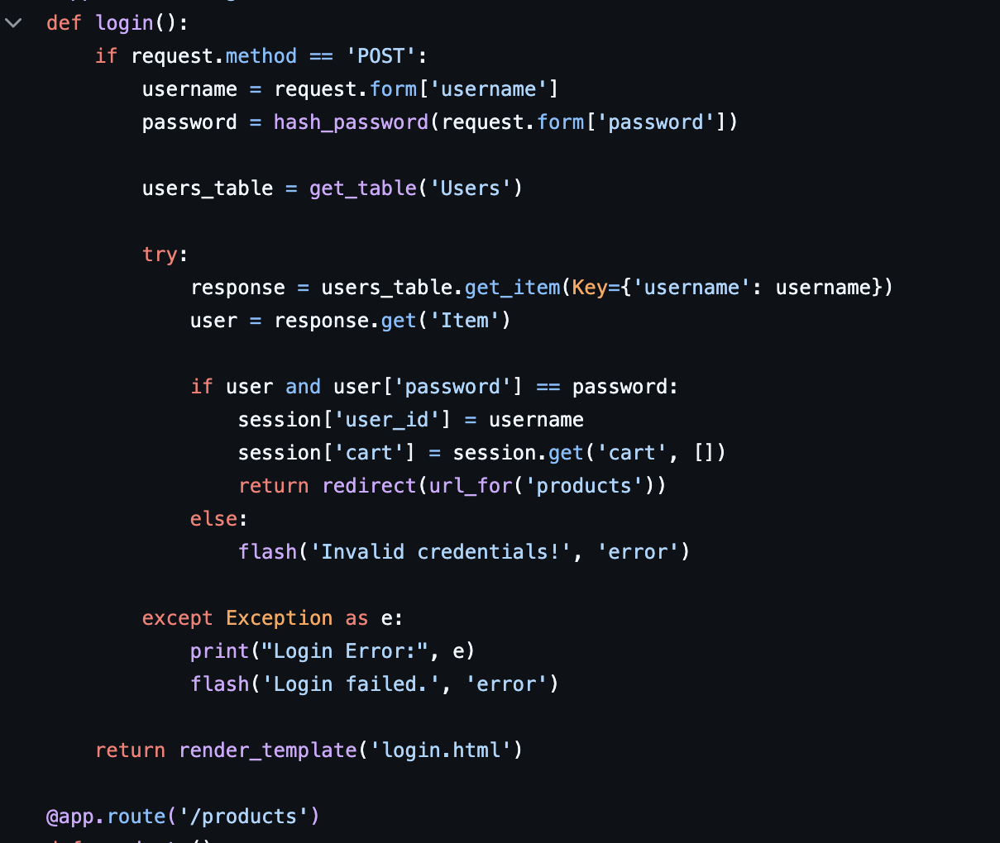 def login():
    if request.method == 'POST':
        username = request.form['username']
        password = hash_password(request.form['password'])
        users_table = get_table('Users')
        try:
            response = users_table.get_item(Key={'username': username})
            user = response.get('Item')
            if user and user['password'] == password:
                session['user_id'] = username
                session['cart'] = session.get('cart', [])
                return redirect(url_for('products'))
            else:
                flash('Invalid credentials!', 'error')
        except Exception as e:
            print("Login Error:", e)
            flash('Login failed.', 'error')
    return render_template('login.html')
@app.route('/products')